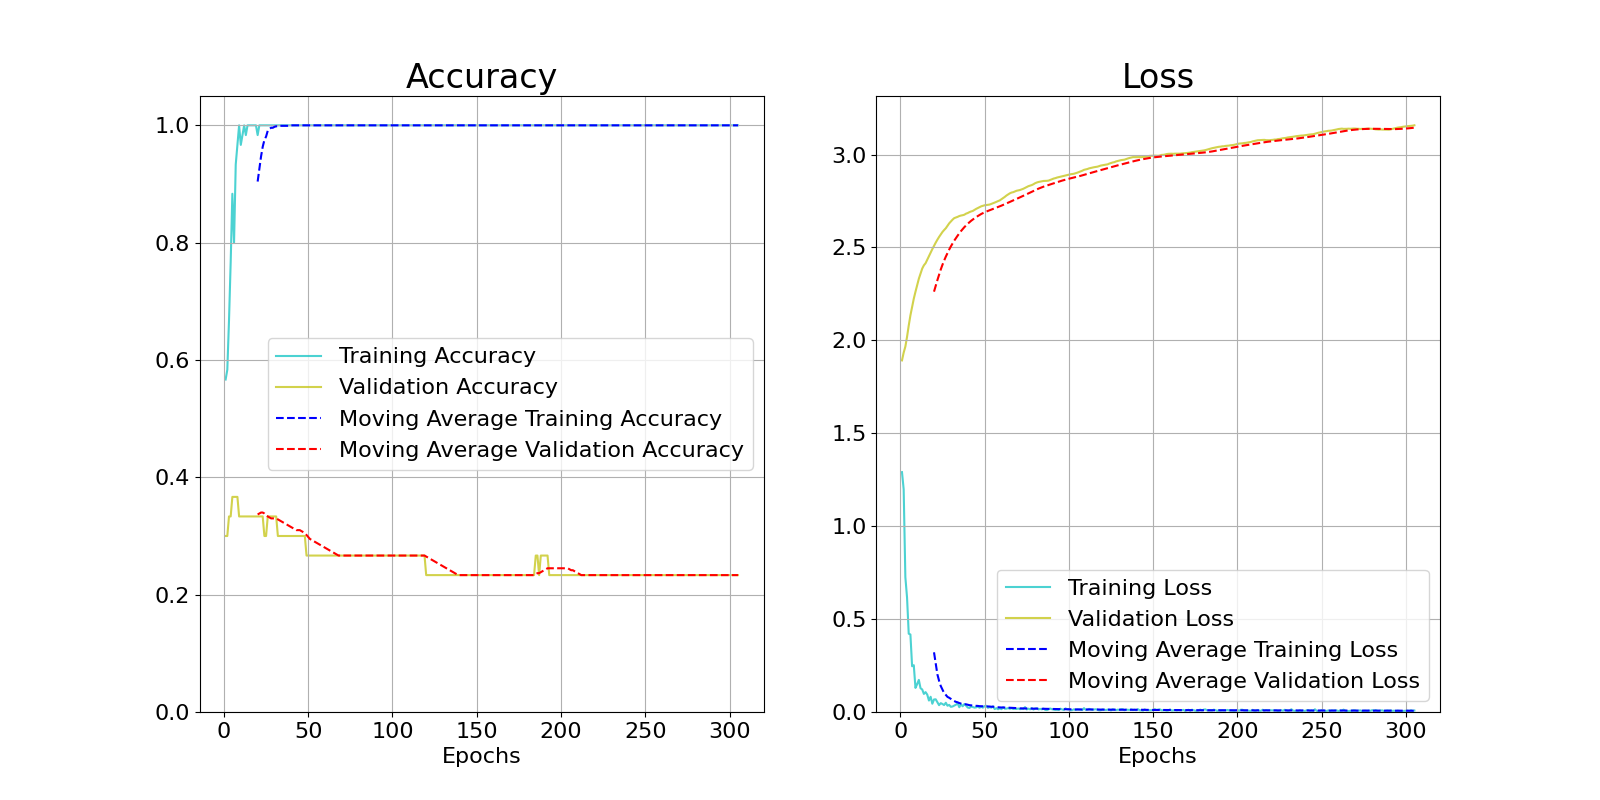 Accuracy
1.0
0.8
0.6
0.4
0.2
0.0
Training Accuracy
Validation Accuracy
Moving Average Training Accuracy
Moving Average Validation Accuracy
0 50 100 150 200 250 300
Epochs
Loss
3.0
2.5
2.0
1.5
1.0
0.5
0.0
Training Loss
Validation Loss
Moving Average Training Loss
Moving Average Validation Loss
0 50 100 150 200 250 300
Epochs